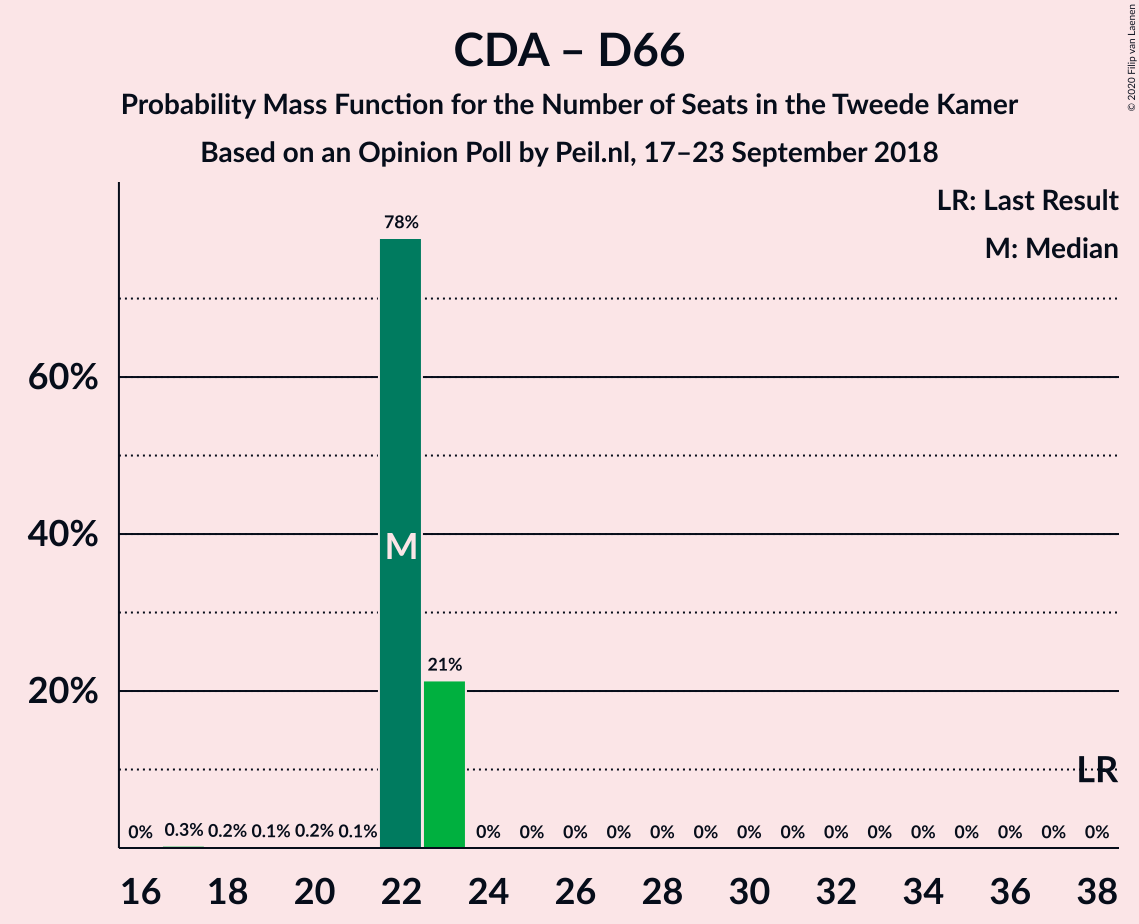 CDA – D66
Probability Mass Function for the Number of Seats in the Tweede Kamer
Based on an Opinion Poll by Peil.nl, 17–23 September 2018
© 2020 Filip van Laenen
LR: Last Result
M: Median
78%
60%
40%
M
21%
20%
LR
0% 0.3% 0.2% 0.1% 0.2% 0.1% 0% 0% 0% 0% 0% 0% 0% 0% 0% 0% 0% 0% 0% 0% 0%
16 18 20 22 24 26 28 30 32 34 36 38